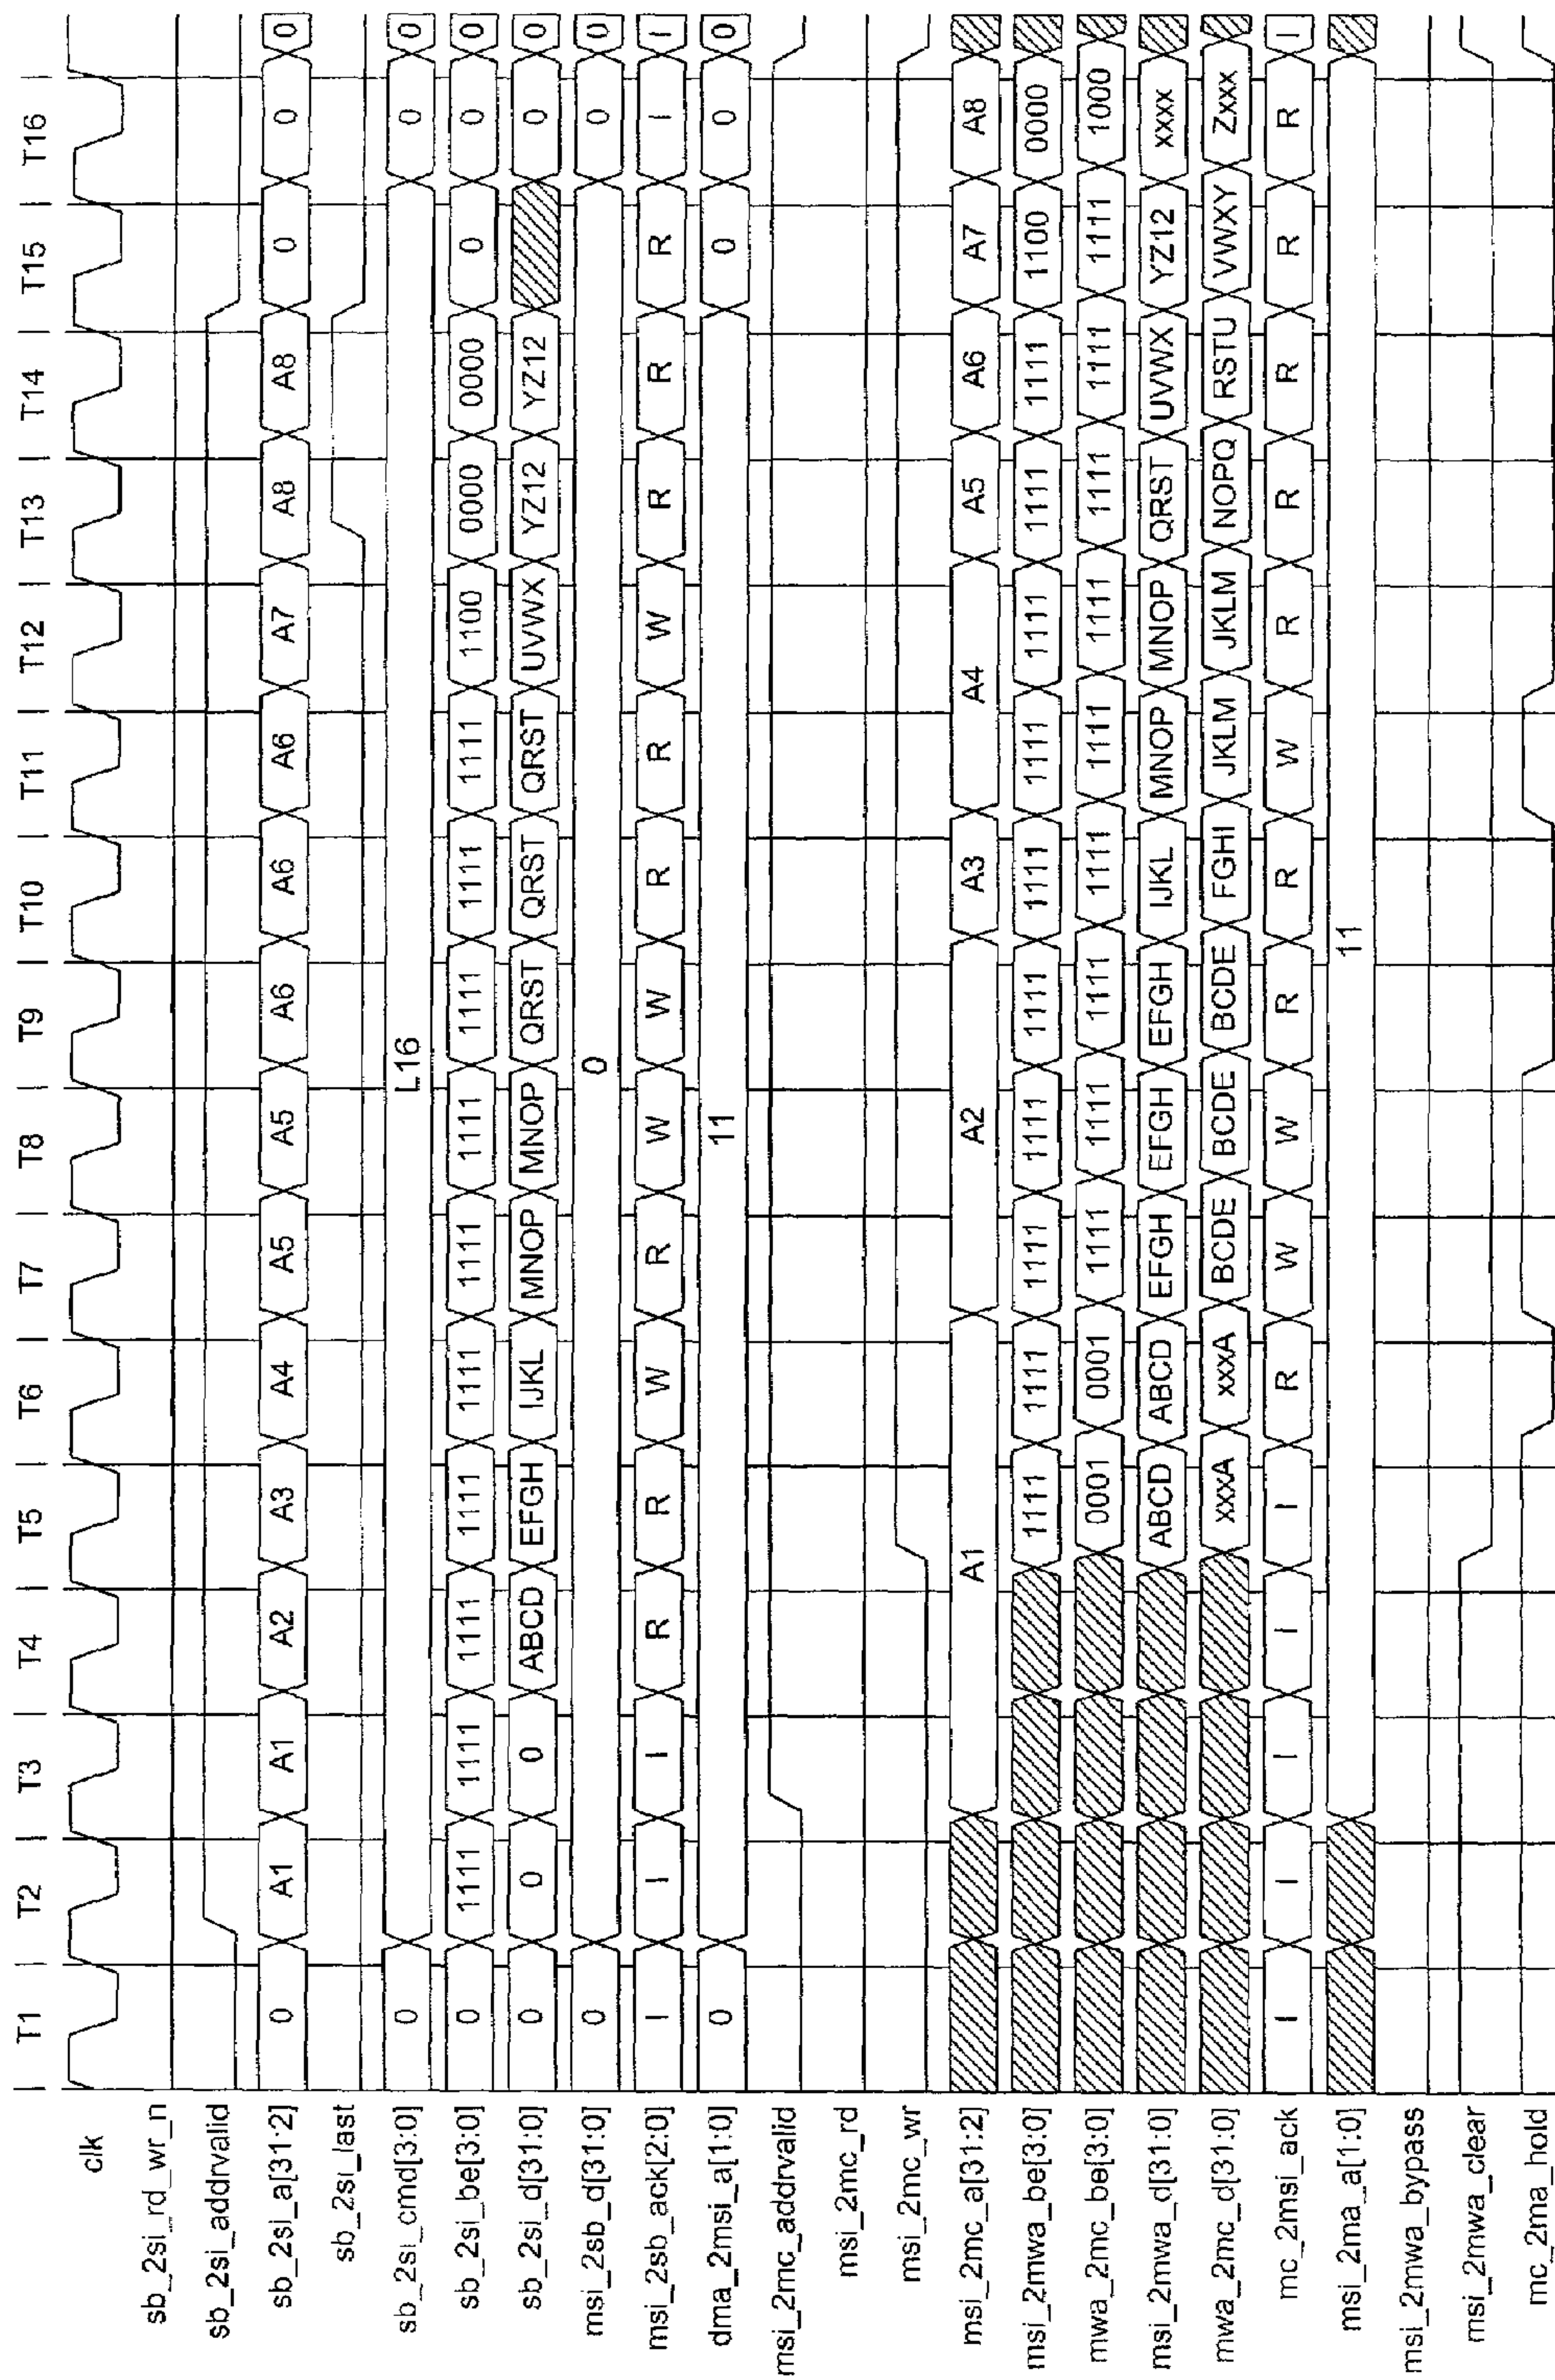 T1 T2 T3 T4 T5 T6 T7 T8 T9 T10 T11 T12 T13 T14 T15 T16
clk
sb_2si_rd_wr_n
sb_2si_addrvalid
sb_2si_a[31:2] 0 A1 A1 A2 A3 A4 A5 A5 A6 A6 A6 A7 A8 A8 0 0 0
sb_2si_last
sb_2si_cmd[3:0] 0 L16 0 0
sb_2si_be[3:0] 0 1111 1111 1111 1111 1111 1111 1111 1111 1111 1111 1100 0000 0000 0 0 0
sb_2si_d[31:0] 0 0 0 ABCD EFGH IJKL MNOP MNOP QRST QRST QRST UVWX YZ12 YZ12 0 0
msi_2sb_d[31:0] 0 0 0 0
msi_2sb_ack[2:0] I I I R R W R W W R R W R R R I I
dma_2msi_a[1:0] 0 11 0 0 0
msi_2mc_addrvalid
msi_2mc_rd
msi_2mc_wr
msi_2mc_a[31:2] A1 A2 A3 A4 A5 A6 A7 A8
msi_2mwa_be[3:0] 1111 1111 1111 1111 1111 1111 1111 1111 1111 1111 1100 0000
mwa_2mc_be[3:0] 0001 0001 1111 1111 1111 1111 1111 1111 1111 1111 1111 1000
msi_2mwa_d[31:0] ABCD ABCD EFGH EFGH EFGH IJKL MNOP MNOP QRST UVWX YZ12 xxxx
mwa_2mc_d[31:0] xxxA xxxA BCDE BCDE BCDE FGHI JKLM JKLM NOPQ RSTU VWXY Zxxx
mc_2msi_ack I I I I I R W W R R W R R R R R I
msi_2ma_a[1:0] 11
msi_2mwa_bypass
msi_2mwa_clear
mc_2ma_hold